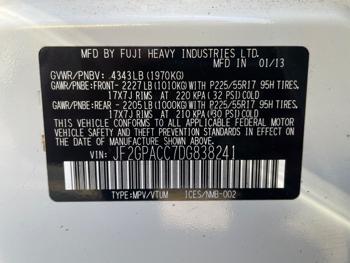 MFD. BY FUJI HEAVY INDUSTRIES LTD.
01/13
GVWR/PNBV: 4343LB (1970KG)
GAWR/PNBE:FRONT- 2227LB (1010KG)WITH P225/55R17 95H TIRES
17X7J RIMS AT 220 KPA (32 PSI) COLD
GAWR/PNBE:REAR - 2205LB (1000KG)WITH P225/55R17 95H TIRES
17X7J RIMS AT 210 KPA (30 PSI) COLD
THIS VEHICLE CONFORMS TO ALL APPLICABLE
FEDERAL MOTOR VEHICLE SAFETY, BUMPER,
AND THEFT PREVENTION STANDARDS IN EFFECT ON
THE DATE OF MANUFACTURE SHOWN ABOVE.
VIN: JF2GPACC7DG838241
TYPE:MPV/VTUM ICES/NMB-002